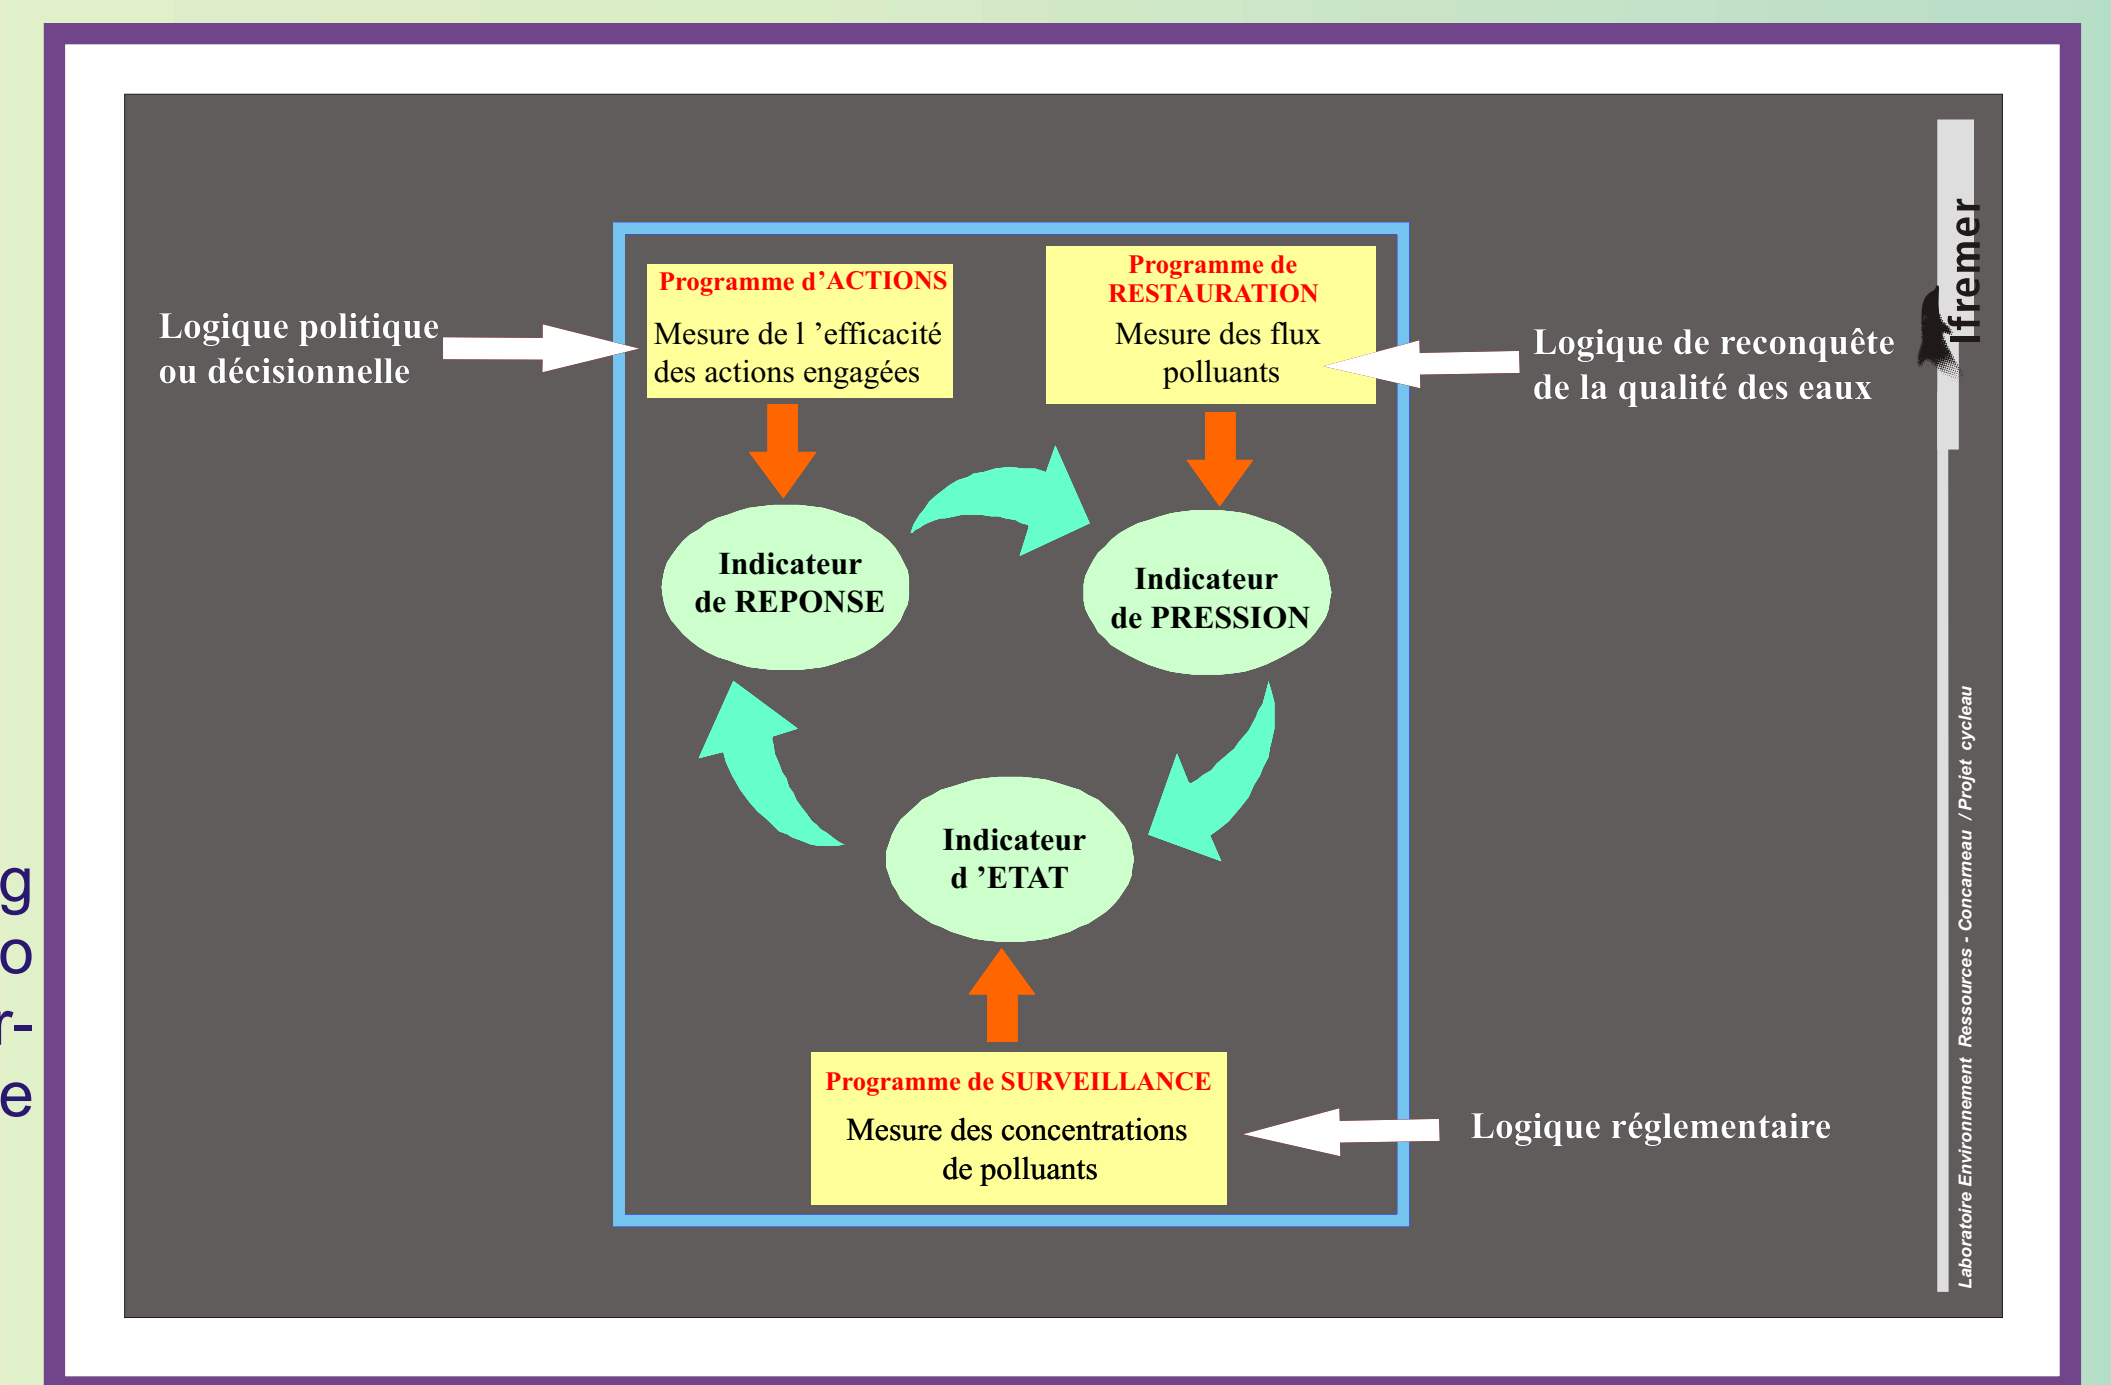 Logique politique
ou décisionnelle
Programme d’ACTIONS
Mesure de l ’efficacité
des actions engagées
Programme de
RESTAURATION
Mesure des flux
polluants
Logique de reconquête
de la qualité des eaux
Indicateur
de REPONSE
Indicateur
de PRESSION
Indicateur
d ’ETAT
Programme de SURVEILLANCE
Mesure des concentrations
de polluants
Logique réglementaire
Ifremer
Laboratoire Environnement Ressources - Concarneau / Projet cycleau
g
o
r-
e